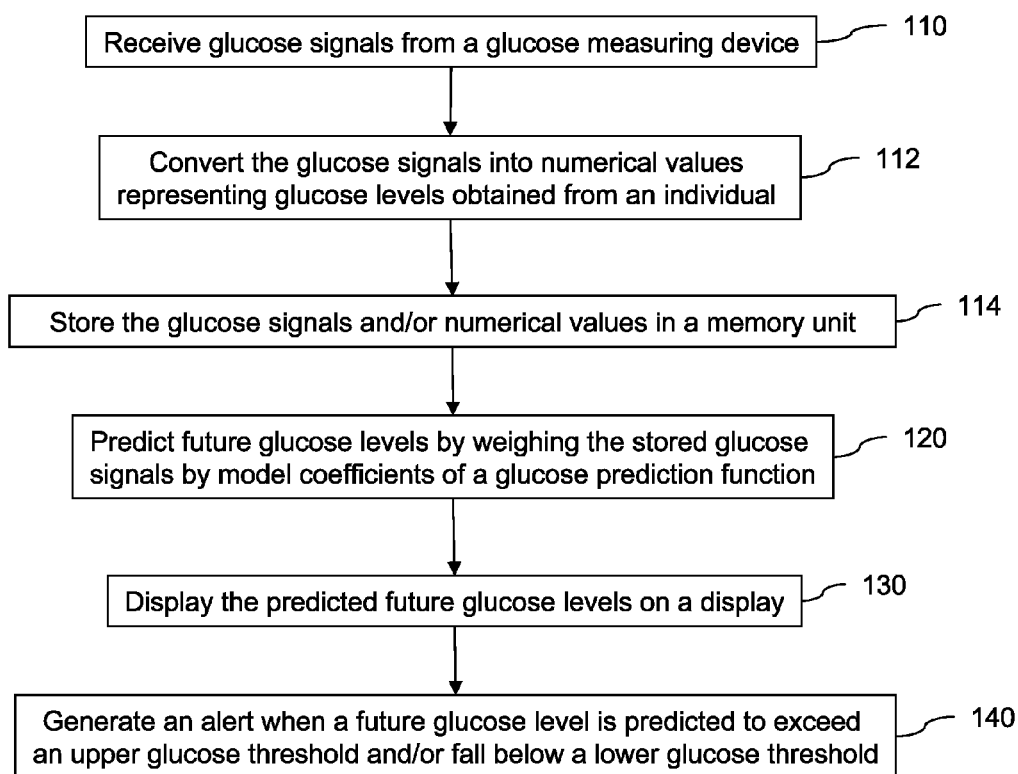 Receive glucose signals from a glucose measuring device
110
Convert the glucose signals into numerical values
representing glucose levels obtained from an individual
112
Store the glucose signals and/or numerical values in a memory unit
114
Predict future glucose levels by weighing the stored glucose
signals by model coefficients of a glucose prediction function
120
Display the predicted future glucose levels on a display
130
Generate an alert when a future glucose level is predicted to exceed
an upper glucose threshold and/or fall below a lower glucose threshold
140